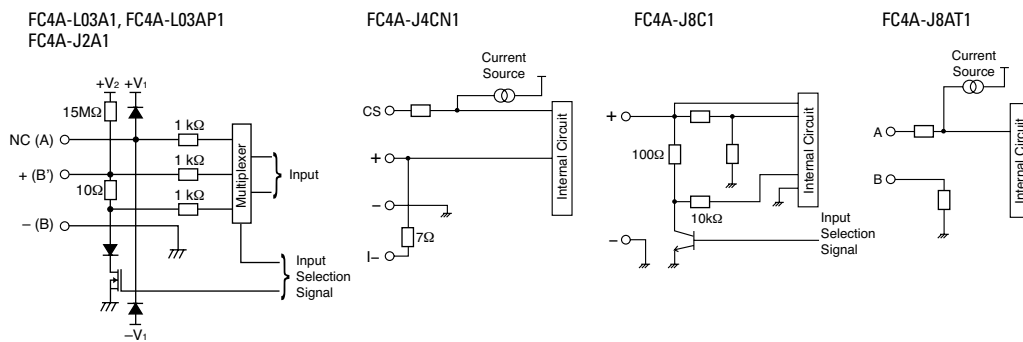 FC4A-L03A1, FC4A-L03AP1
FC4A-J2A1
+V2 +V1
15MΩ
NC (A)
1 kΩ
+ (B')
1 kΩ
10Ω
1 kΩ
− (B)
Multiplexer
Input
Input
Selection
Signal
−V1
FC4A-J4CN1
Current
Source
CS
+
−
7Ω
I−
Internal Circuit
FC4A-J8C1
+
100Ω
10kΩ
−
Internal Circuit
Input
Selection
Signal
FC4A-J8AT1
Current
Source
A
B
Internal Circuit